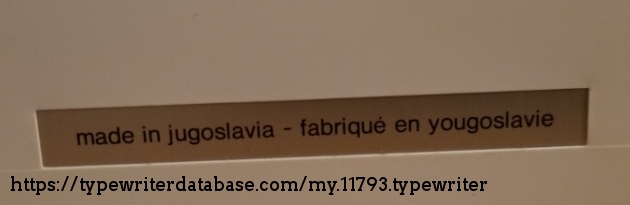 made in jugoslavia - fabriqué en yougoslavie
https://typewriterdatabase.com/my.11793.typewriter